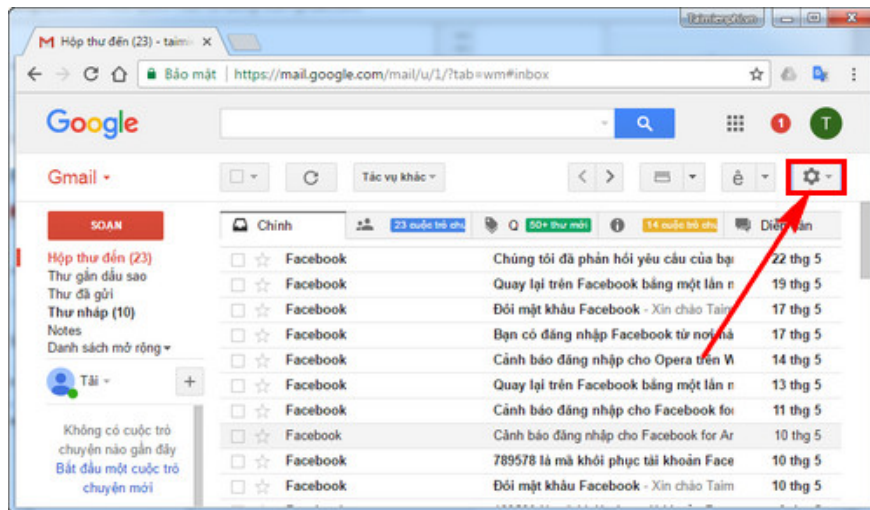 Hộp thư đến (23) - taim
Bảo mật https://mail.google.com/mail/u/1/?tab=wm#inbox
Google
1
T
Gmail
Tác vụ khác
ê
SOẠN
Chính
23 cuộc trò chu
Q
50+ thư mới
14 cuộc trò chu
Diễn đàn
Hộp thư đến (23)
Thư gắn dấu sao
Thư đã gửi
Thư nháp (10)
Notes
Danh sách mở rộng
Tài
Không có cuộc trò
chuyện nào gần đây
Bắt đầu một cuộc trò
chuyện mới
Facebook Chúng tôi đã phản hồi yêu cầu của bạ 22 thg 5
Facebook Quay lại trên Facebook bằng một lần n 19 thg 5
Facebook Đổi mật khẩu Facebook - Xin chào Taim 17 thg 5
Facebook Bạn có đăng nhập Facebook từ nơi nà 17 thg 5
Facebook Cảnh báo đăng nhập cho Opera trên W 14 thg 5
Facebook Quay lại trên Facebook bằng một lần n 13 thg 5
Facebook Cảnh báo đăng nhập cho Facebook for 11 thg 5
Facebook Cảnh báo đăng nhập cho Facebook for Ar 10 thg 5
Facebook 789578 là mã khôi phục tài khoản Face 10 thg 5
Facebook Đổi mật khẩu Facebook - Xin chào Taim 10 thg 5